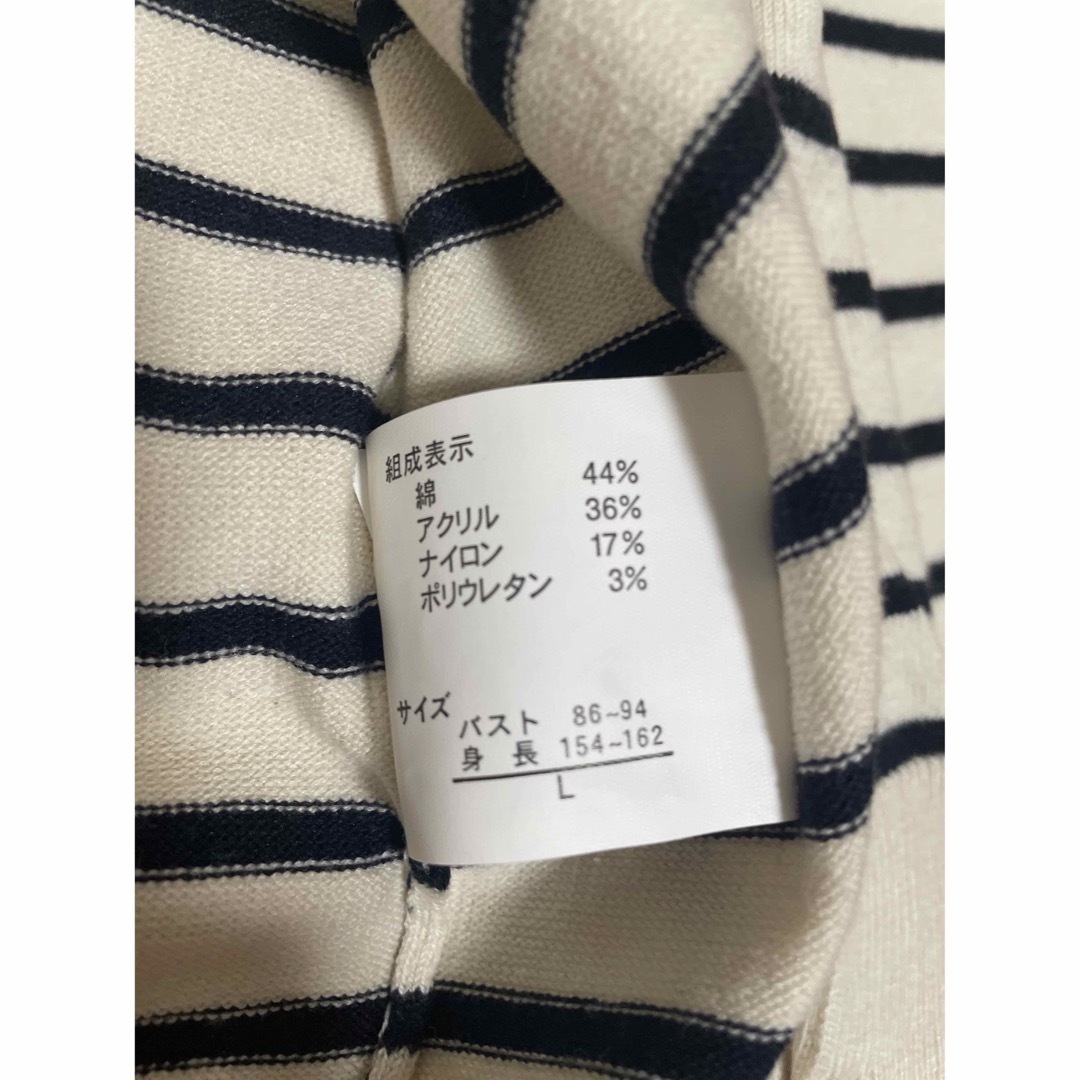 組成表示
綿 44%
アクリル 36%
ナイロン 17%
ポリウレタン 3%
サイズ
バスト 86~94
身長 154~162
L